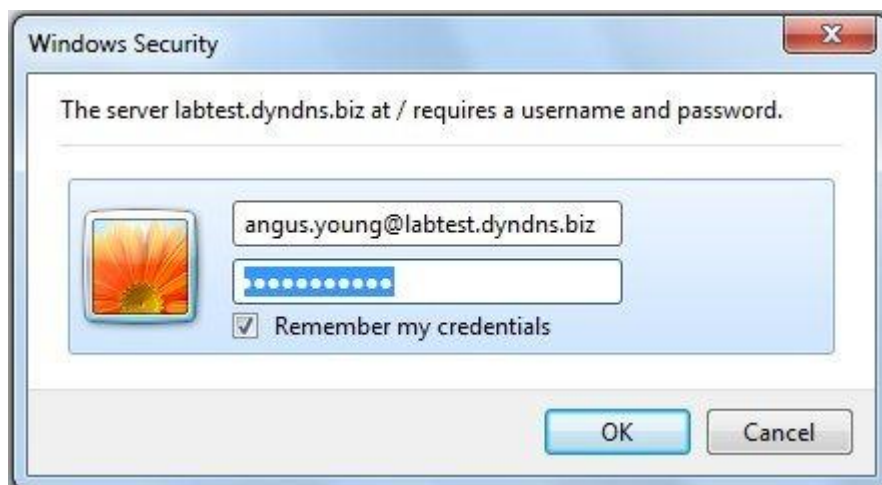 Windows Security
The server labtest.dyndns.biz at / requires a username and password.
angus.young@labtest.dyndns.biz
Remember my credentials
OK
Cancel